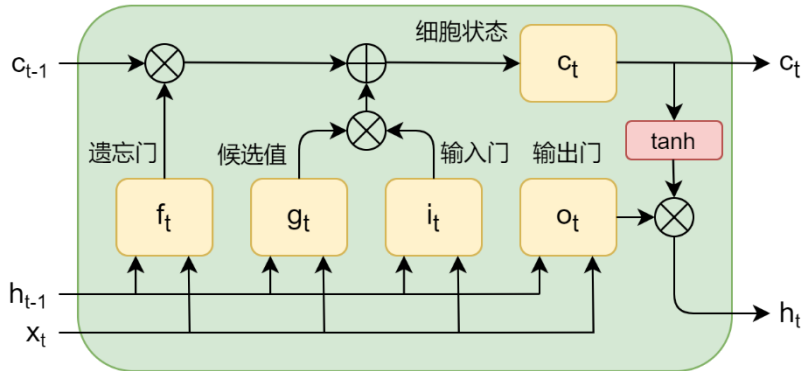 细胞状态
c_{t-1} c_t c_t
遗忘门 候选值 输入门 输出门 tanh
f_t g_t i_t o_t
h_{t-1}
x_t h_t